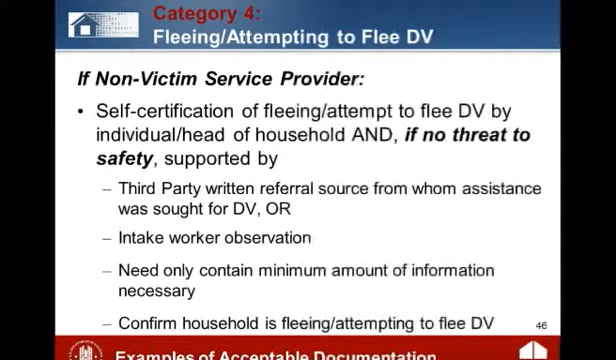 Category 4:
Fleeing/Attempting to Flee DV
If Non-Victim Service Provider:
• Self-certification of fleeing/attempt to flee DV by
individual/head of household AND, if no threat to
safety, supported by
– Third Party written referral source from whom assistance
was sought for DV, OR
– Intake worker observation
– Need only contain minimum amount of information
necessary
– Confirm household is fleeing/attempting to flee DV
46
Examples of Acceptable Documentation